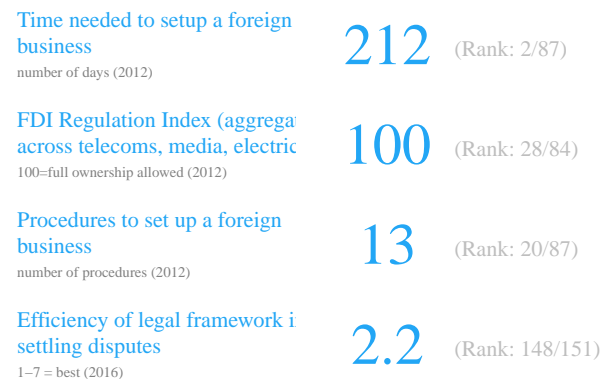 Time needed to setup a foreign
business
number of days (2012)
212
(Rank: 2/87)
FDI Regulation Index (aggregat
across telecoms, media, electric
100=full ownership allowed (2012)
100
(Rank: 28/84)
Procedures to set up a foreign
business
number of procedures (2012)
13
(Rank: 20/87)
Efficiency of legal framework i
settling disputes
1–7 = best (2016)
2.2
(Rank: 148/151)